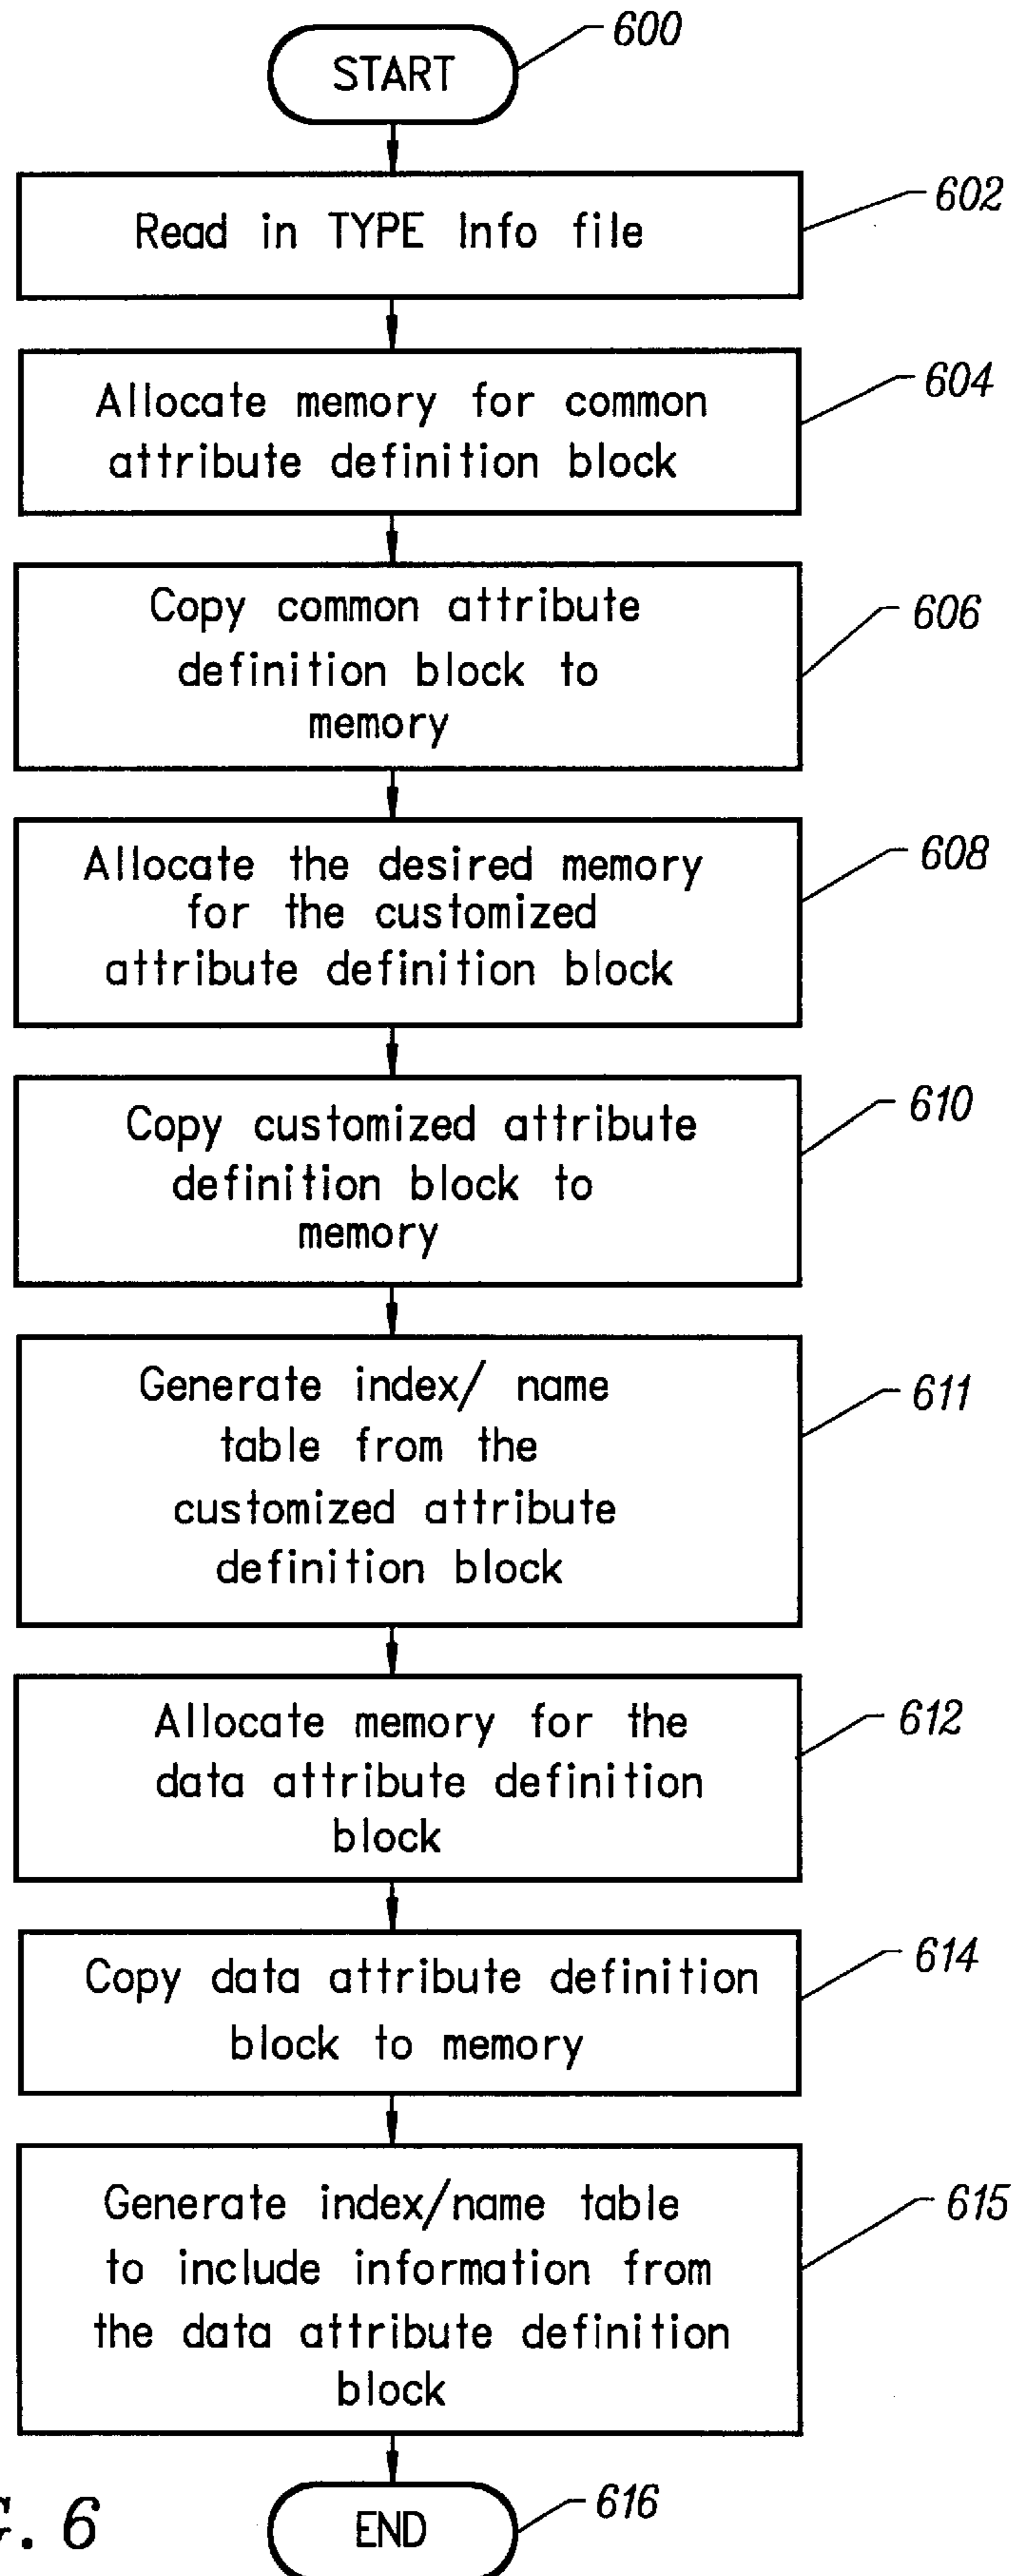 START
600
Read in TYPE Info file
602
Allocate memory for common
attribute definition block
604
Copy common attribute
definition block to
memory
606
Allocate the desired memory
for the customized
attribute definition block
608
Copy customized attribute
definition block to
memory
610
Generate index/ name
table from the
customized attribute
definition block
611
Allocate memory for the
data attribute definition
block
612
Copy data attribute definition
block to memory
614
Generate index/name table
to include information from
the data attribute definition
block
615
END
616
G. 6